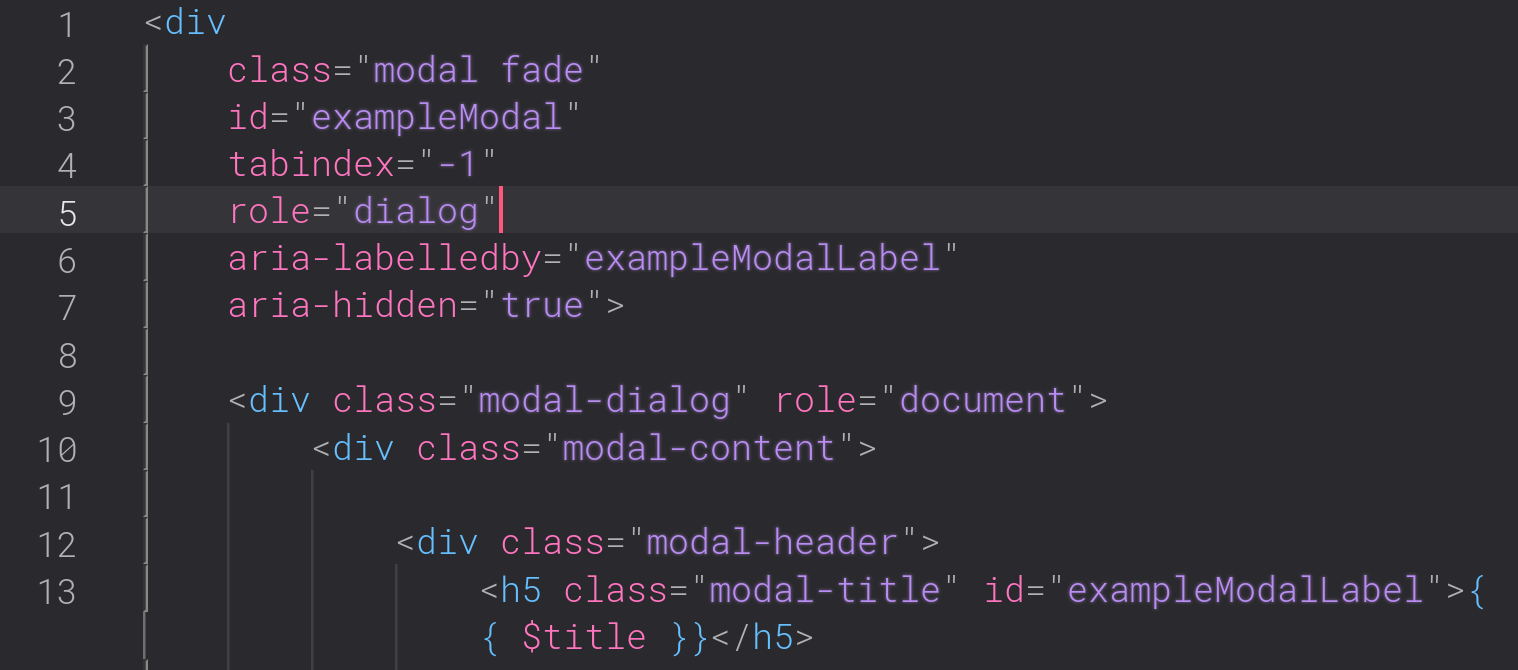 1 <div
2 class="modal fade"
3 id="exampleModal"
4 tabindex="-1"
5 role="dialog"
6 aria-labelledby="exampleModalLabel"
7 aria-hidden="true">
8
9 <div class="modal-dialog" role="document">
10 <div class="modal-content">
11
12 <div class="modal-header">
13 <h5 class="modal-title" id="exampleModalLabel">{
{ $title }}</h5>